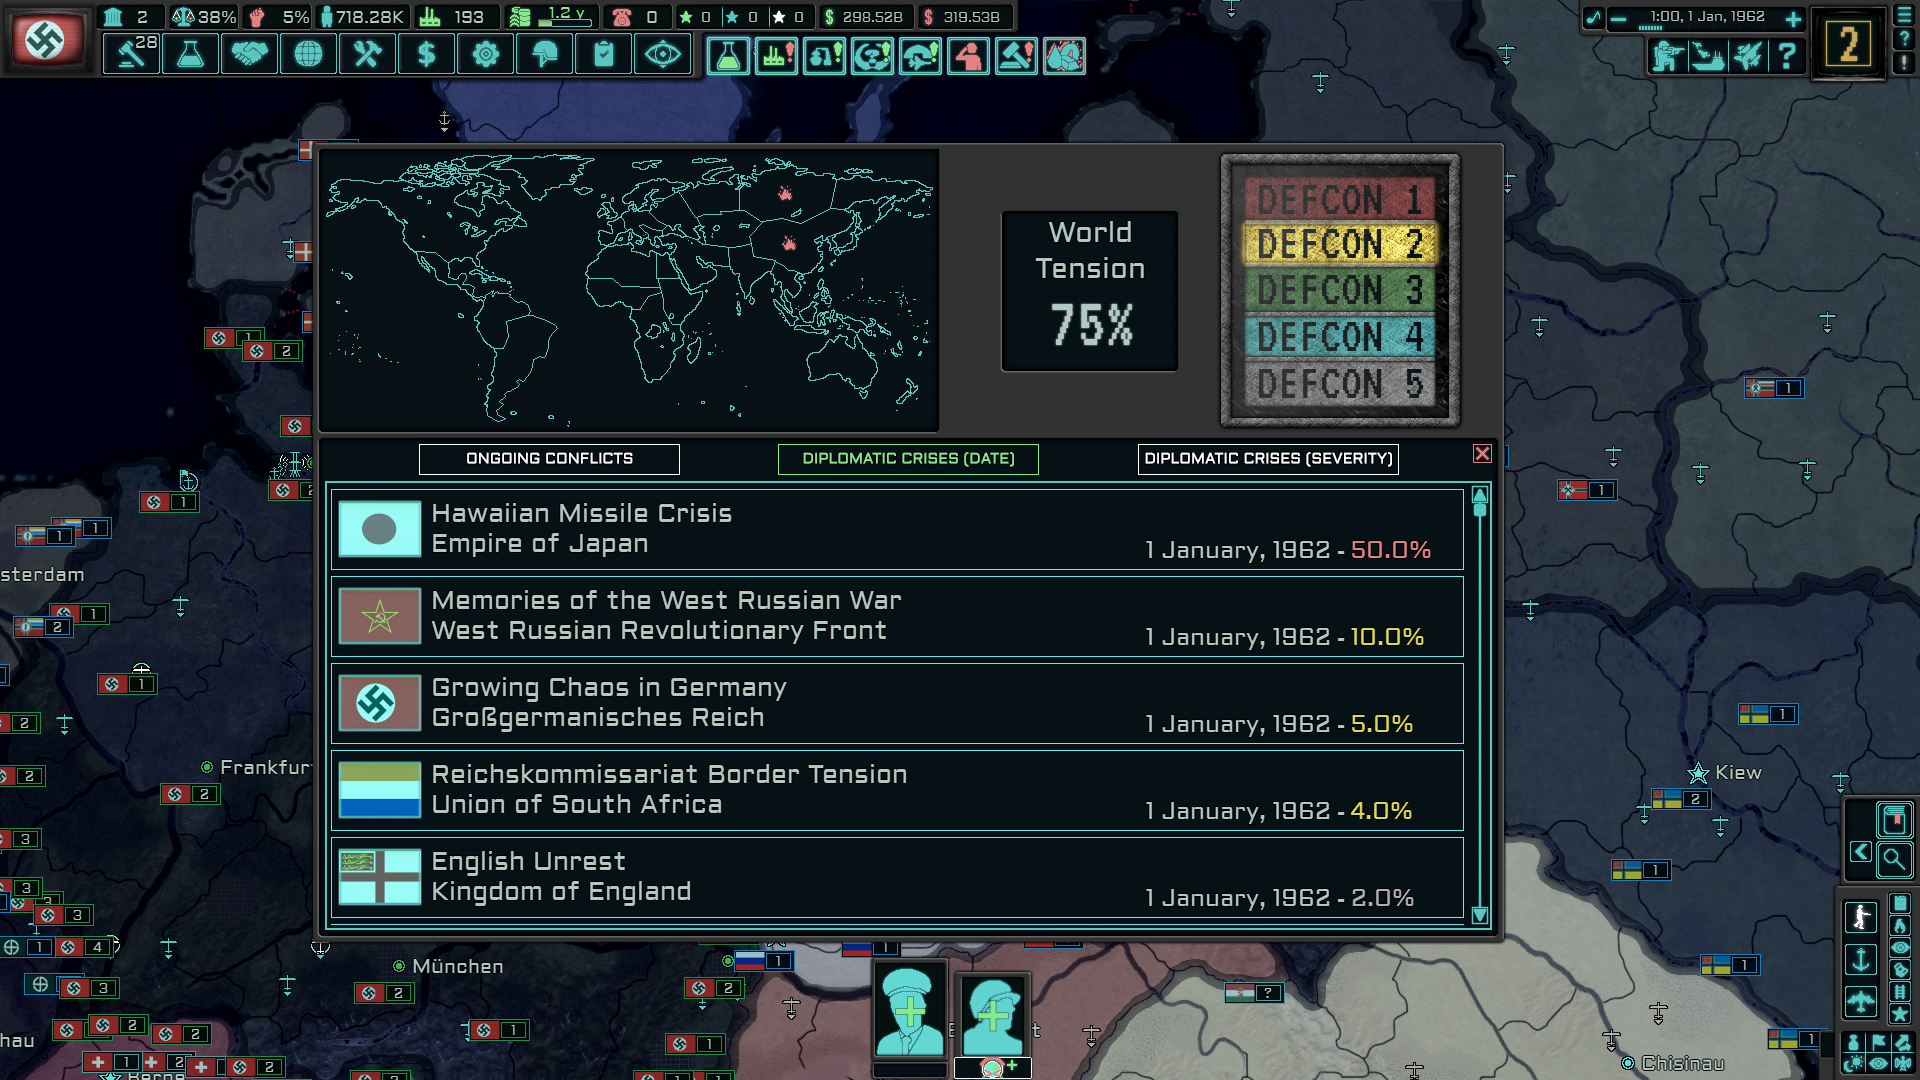 2 38% 5% 718.28K 193 1.2 y 0 0 0 0 $ 298.52B $ 319.53B
1:00, 1 Jan, 1962
28
2
World
Tension
75%
DEFCON 1
DEFCON 2
DEFCON 3
DEFCON 4
DEFCON 5
ONGOING CONFLICTS
DIPLOMATIC CRISES (DATE)
DIPLOMATIC CRISES (SEVERITY)
Hawaiian Missile Crisis
Empire of Japan
1 January, 1962 - 50.0%
Memories of the West Russian War
West Russian Revolutionary Front
1 January, 1962 - 10.0%
Growing Chaos in Germany
Großgermanisches Reich
1 January, 1962 - 5.0%
Reichskommissariat Border Tension
Union of South Africa
1 January, 1962 - 4.0%
English Unrest
Kingdom of England
1 January, 1962 - 2.0%
sterdam
Frankfur
Kiew
München
hau
Chisinau